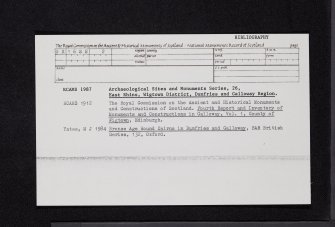 BIBLIOGRAPHY
The Royal Commission on the Ancient & Historical Monuments of Scotland - National Monuments Record of Scotland page
RCAMS 1987 Archaeological Sites and Monuments Series, 26,
East Rhins, Wigtown District, Dumfries and Galloway Region.
RCAHMS 1912 The Royal Commission on the Ancient and Historical Monuments
and Constructions of Scotland. Fourth Report and Inventory of
Monuments and Constructions in Galloway, Vol. 1, County of
Wigtown. Edinburgh.
Yates, M J 1984 Bronze Age Round Cairns in Dumfries and Galloway. BAR British
Series, 132, Oxford.